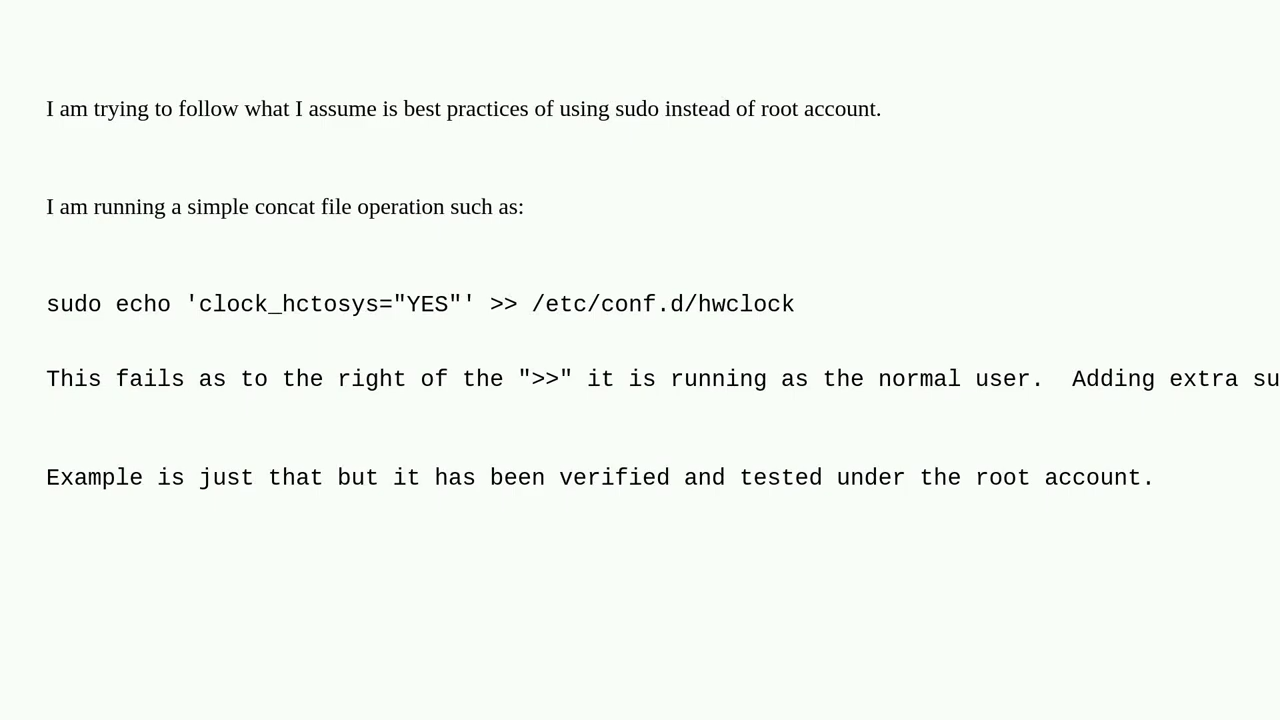 I am trying to follow what I assume is best practices of using sudo instead of root account.
I am running a simple concat file operation such as:
sudo echo 'clock_hctosys="YES"' >> /etc/conf.d/hwclock
This fails as to the right of the ">>" it is running as the normal user.  Adding extra
Example is just that but it has been verified and tested under the root account.